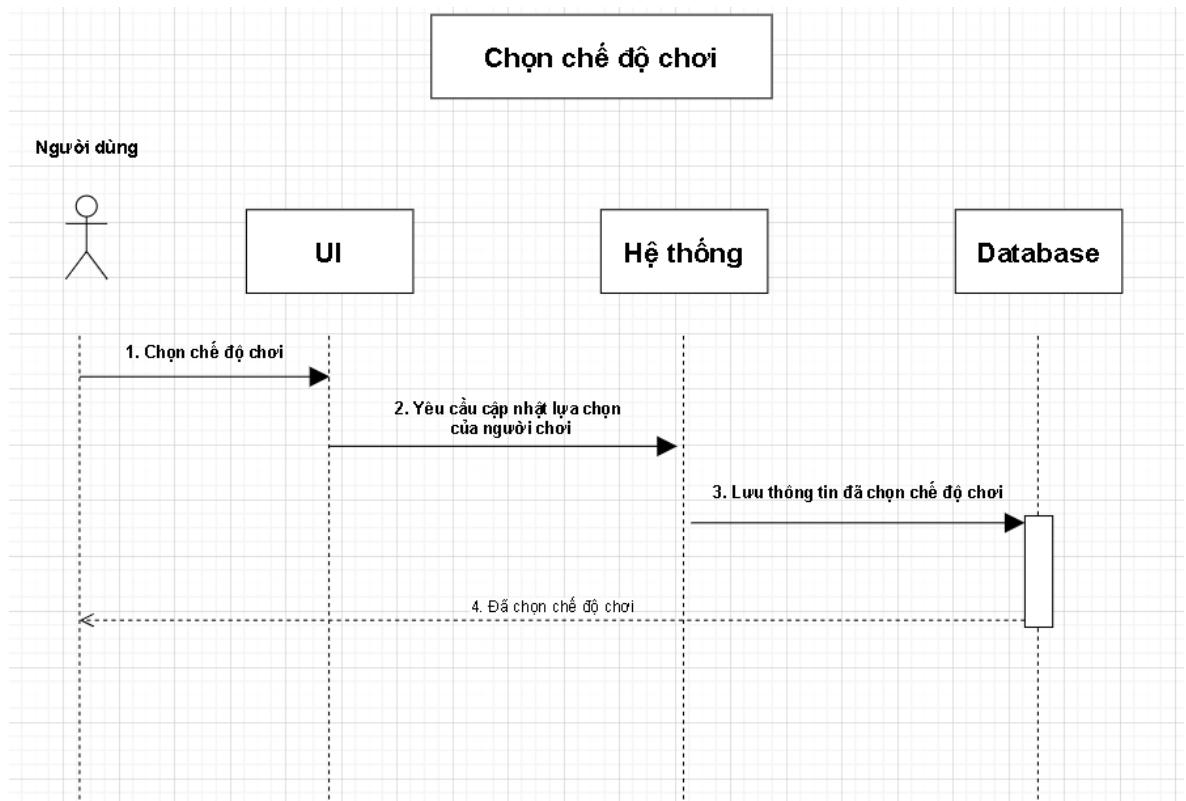 Chọn chế độ chơi
Người dùng
UI
Hệ thống
Database
1. Chọn chế độ chơi
2. Yêu cầu cập nhật lựa chọn
của người chơi
3. Lưu thông tin đã chọn chế độ chơi
4. Đã chọn chế độ chơi